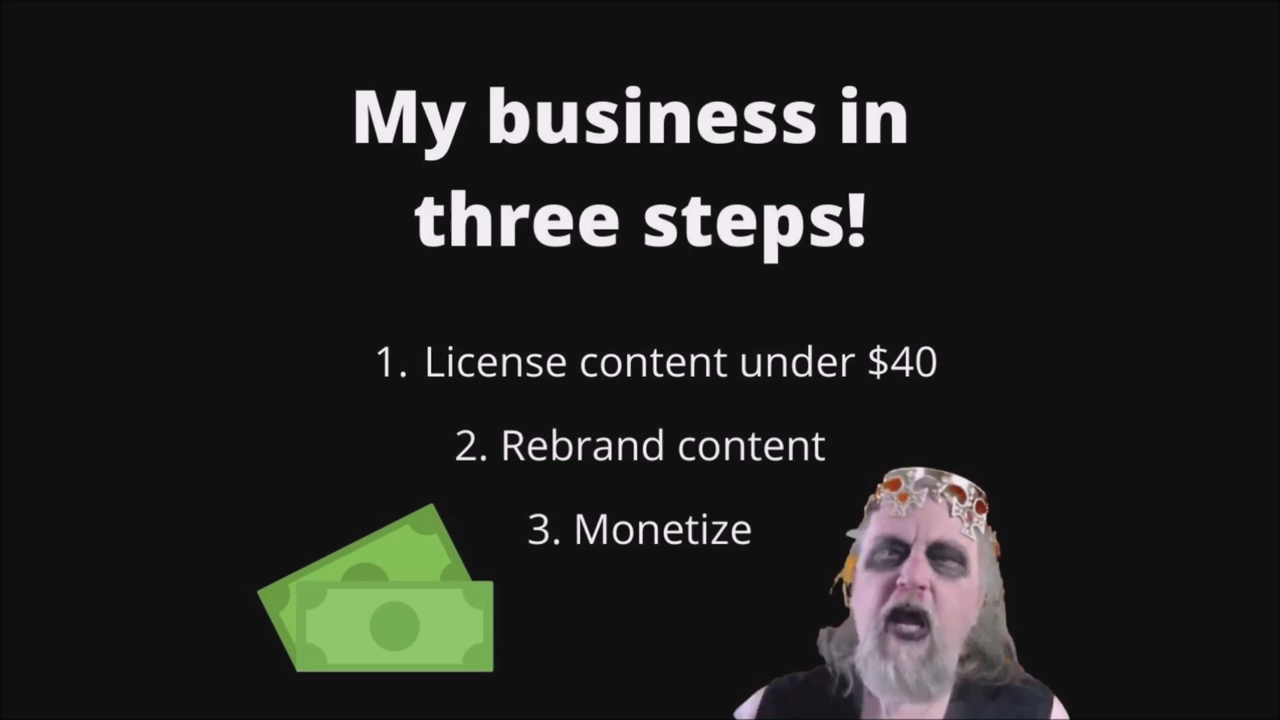 My business in
three steps!
1. License content under $40
2. Rebrand content
3. Monetize